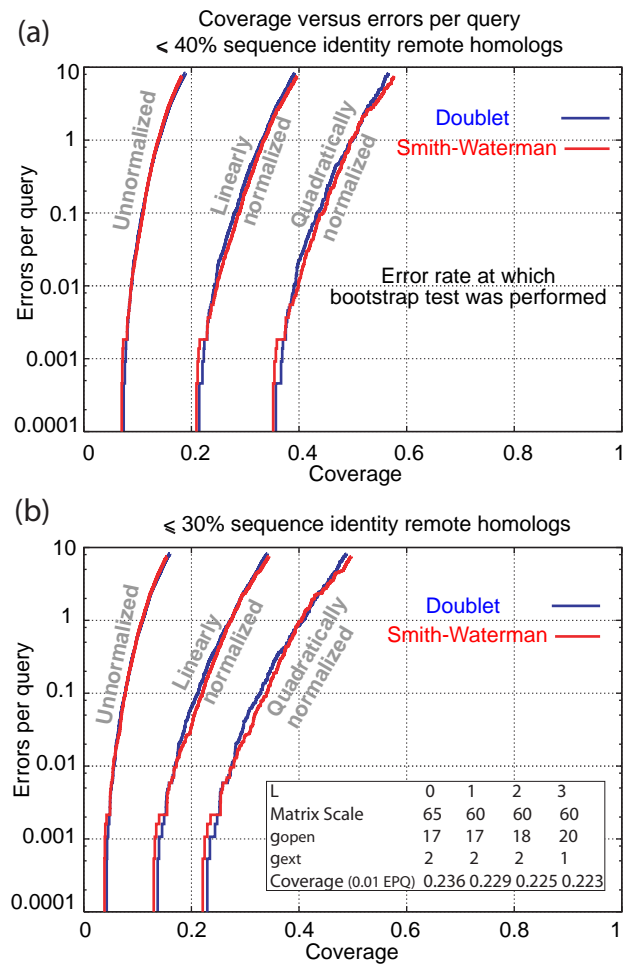 (a)
Coverage versus errors per query
⩽ 40% sequence identity remote homologs
10
1
0.1
0.01
0.001
0.0001
Errors per query
Unnormalized
Linearly
normalized
Quadratically
normalized
Doublet
Smith-Waterman
Error rate at which
bootstrap test was performed
0 0.2 0.4 0.6 0.8 1
Coverage
(b)
⩽ 30% sequence identity remote homologs
10
1
0.1
0.01
0.001
0.0001
Errors per query
Unnormalized
Linearly
normalized
Quadratically
normalized
Doublet
Smith-Waterman
L 0 1 2 3
Matrix Scale 65 60 60 60
gopen 17 17 18 20
gext 2 2 2 1
Coverage (0.01 EPQ) 0.236 0.229 0.225 0.223
0 0.2 0.4 0.6 0.8 1
Coverage